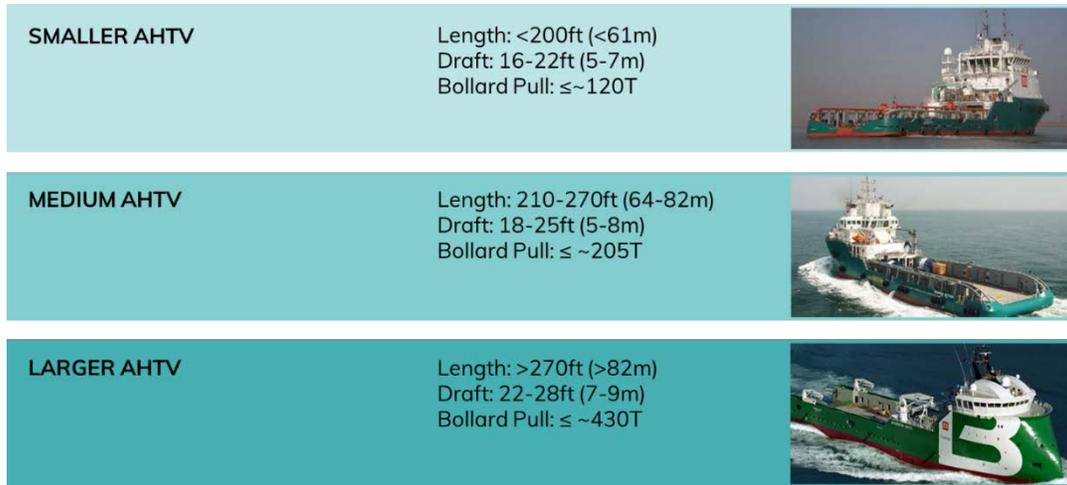 SMALLER AHTV
Length: <200ft (<61m)
Draft: 16-22ft (5-7m)
Bollard Pull: ≤~120T
MEDIUM AHTV
Length: 210-270ft (64-82m)
Draft: 18-25ft (5-8m)
Bollard Pull: ≤ ~205T
LARGER AHTV
Length: >270ft (>82m)
Draft: 22-28ft (7-9m)
Bollard Pull: ≤ ~430T
B